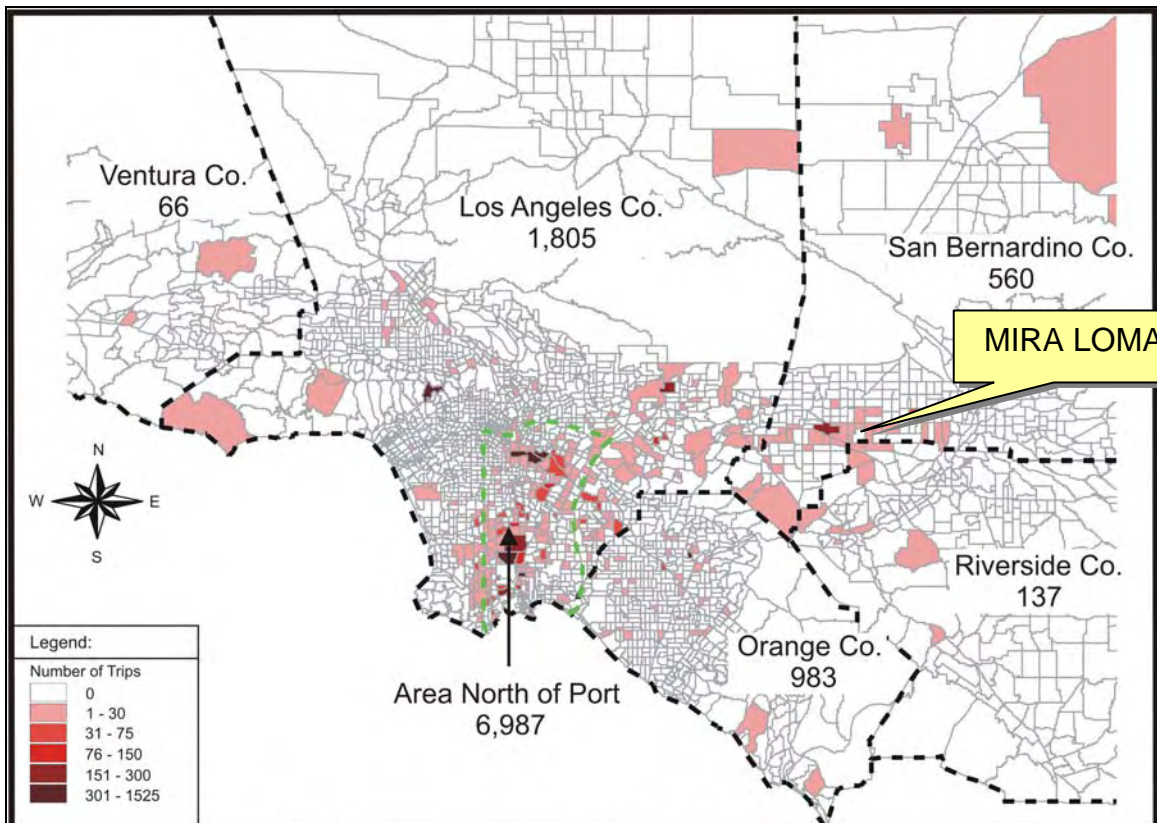 Ventura Co.
66
Los Angeles Co.
1,805
San Bernardino Co.
560
MIRA LOMA
N
W
E
S
Riverside Co.
137
Orange Co.
983
Area North of Port
6,987
Legend:
Number of Trips
0
1 - 30
31 - 75
76 - 150
151 - 300
301 - 1525